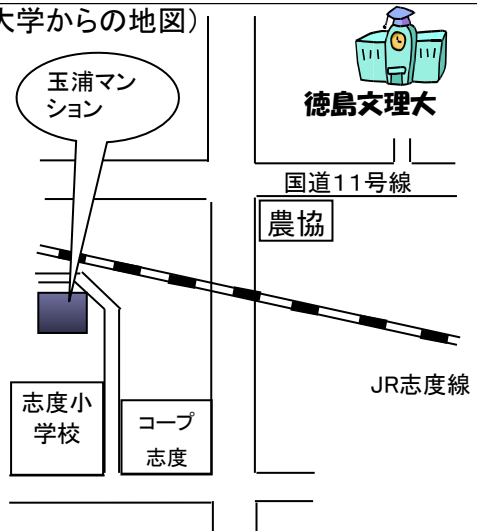 大学からの地図)
玉浦マン
ション
徳島文理大
国道11号線
農協
JR志度線
志度小
学校
コープ
志度